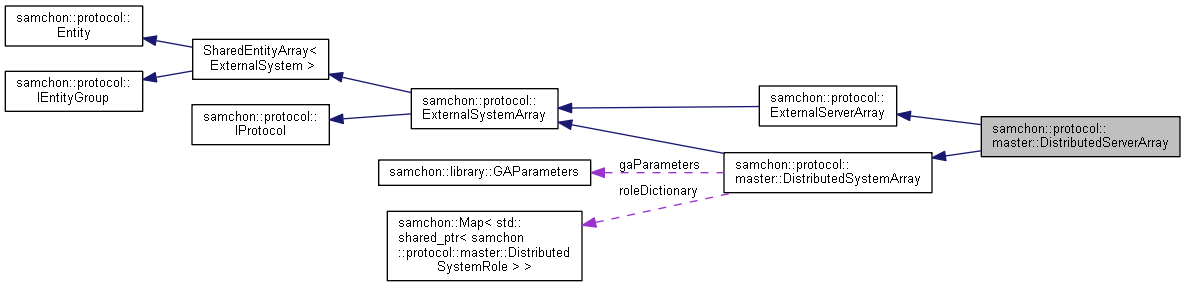 samchon::protocol::
Entity
samchon::protocol::
IEntityGroup
SharedEntityArray<
ExternalSystem >
samchon::protocol::
IProtocol
samchon::protocol::
ExternalSystemArray
samchon::library::GAParameters
samchon::Map< std::
shared_ptr< samchon
::protocol::master::Distributed
SystemRole > >
gaParameters
roleDictionary
samchon::protocol::
ExternalServerArray
samchon::protocol::
master::DistributedSystemArray
samchon::protocol::
master::DistributedServerArray